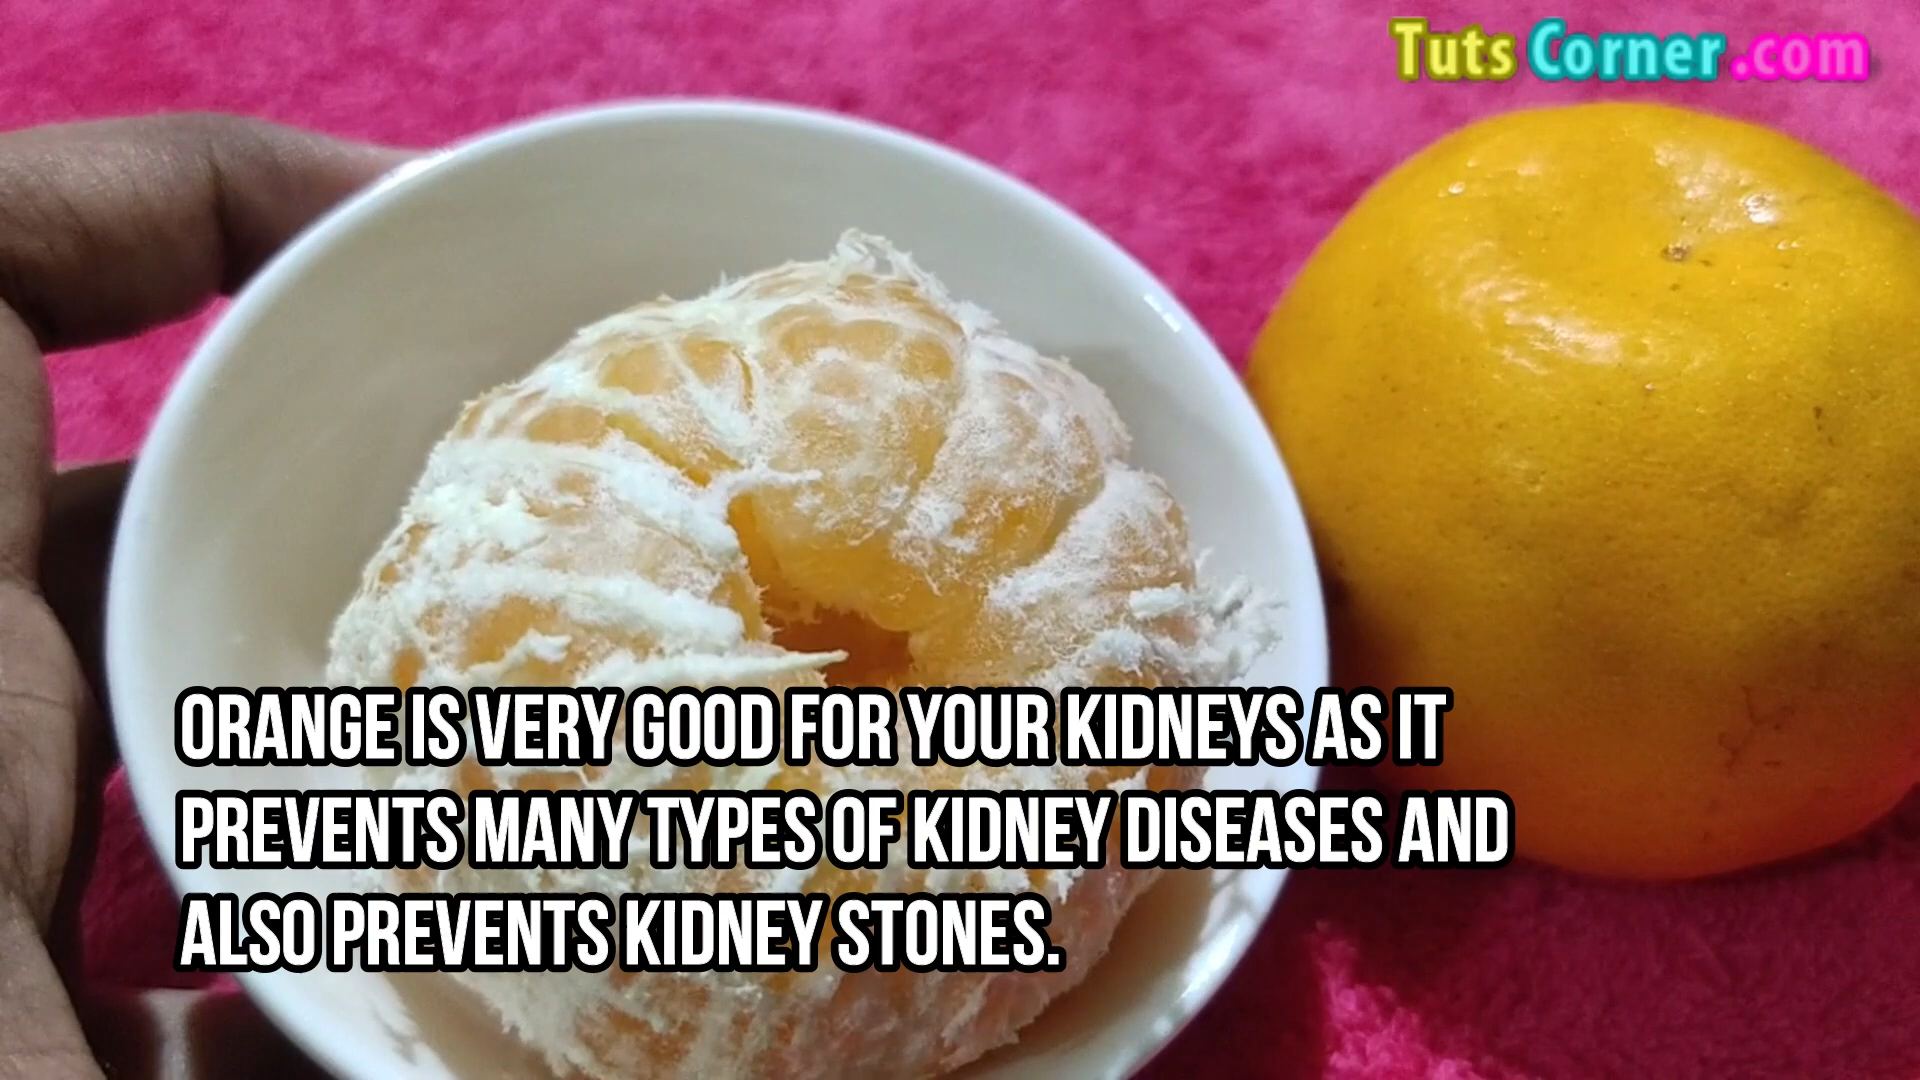 Tuts Corner.com
ORANGE IS VERY GOOD FOR YOUR KIDNEYS AS IT
PREVENTS MANY TYPES OF KIDNEY DISEASES AND
ALSO PREVENTS KIDNEY STONES.